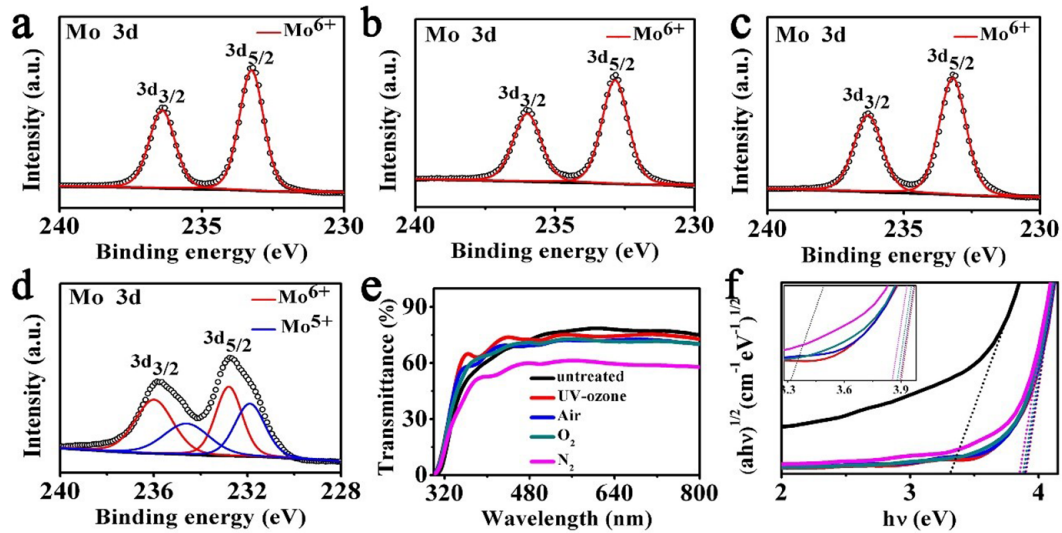 a
Mo 3d
Mo⁶⁺
3d₃/₂
3d₅/₂
Intensity (a.u.)
240
235
230
Binding energy (eV)
b
Mo 3d
Mo⁶⁺
3d₃/₂
3d₅/₂
Intensity (a.u.)
240
235
230
Binding energy (eV)
c
Mo 3d
Mo⁶⁺
3d₃/₂
3d₅/₂
Intensity (a.u.)
240
235
230
Binding energy (eV)
d
Mo 3d
Mo⁶⁺
Mo⁵⁺
3d₃/₂
3d₅/₂
Intensity (a.u.)
240
236
232
228
Binding energy (eV)
e
Transmittance (%)
90
60
30
0
untreated
UV-ozone
Air
O₂
N₂
320
480
640
800
Wavelength (nm)
f
(ahν)¹/² (cm⁻¹ eV⁻¹)¹/²
3.3
3.6
3.9
2
3
4
hν (eV)